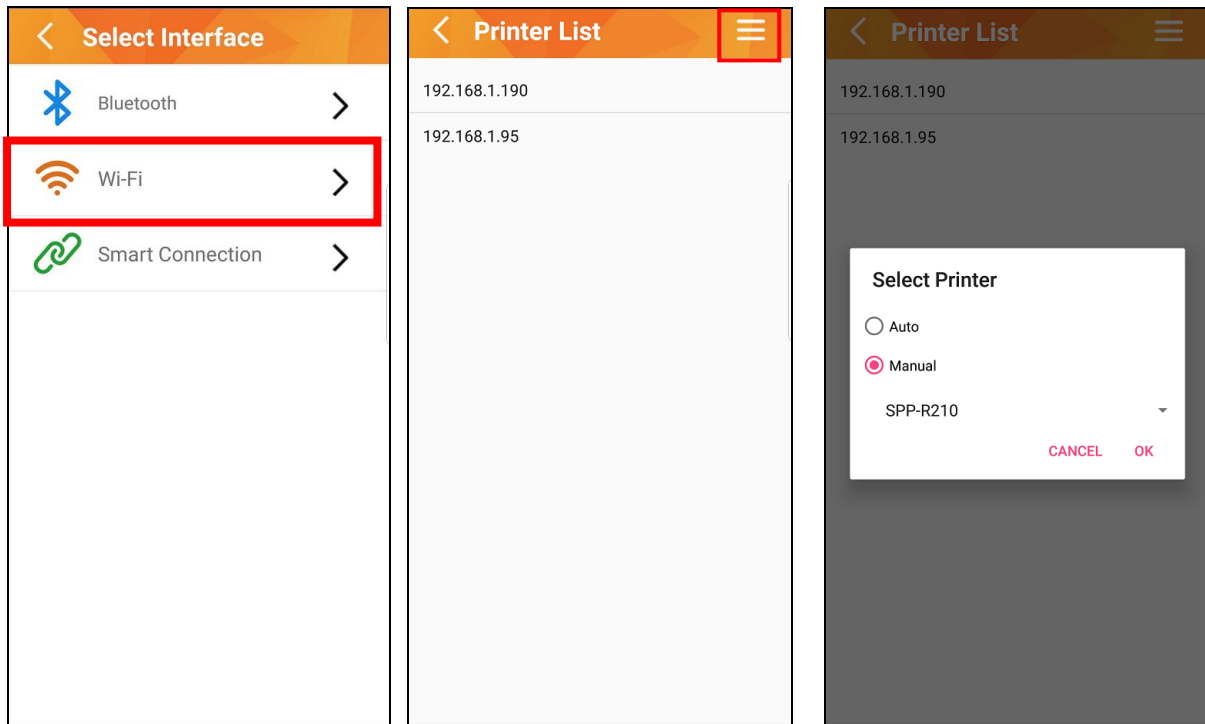 Select Interface
Bluetooth
Wi-Fi
Smart Connection
Printer List
192.168.1.190
192.168.1.95
Printer List
192.168.1.190
192.168.1.95
Select Printer
Auto
Manual
SPP-R210
CANCEL OK